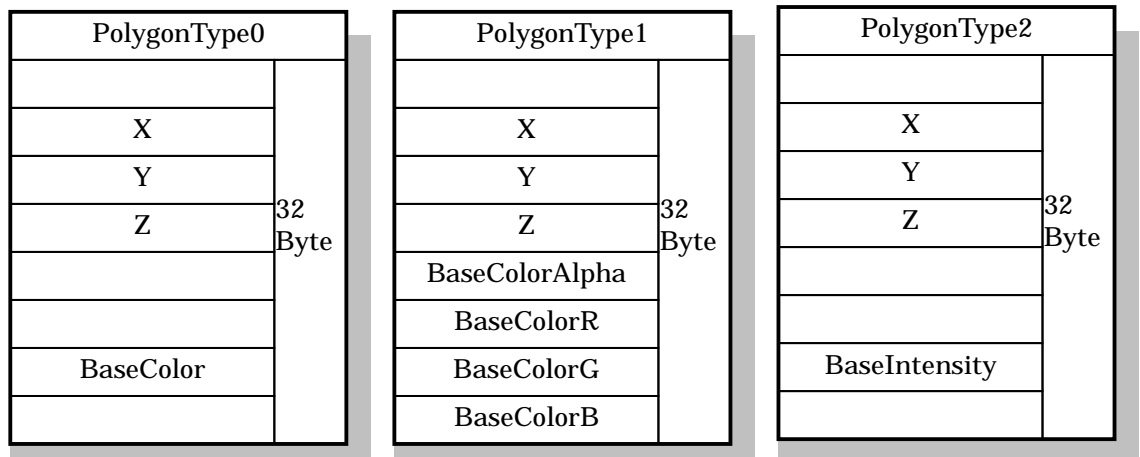 PolygonType0
X
Y
Z
BaseColor
32
Byte
PolygonType1
X
Y
Z
BaseColorAlpha
BaseColorR
BaseColorG
BaseColorB
32
Byte
PolygonType2
X
Y
Z
BaseIntensity
32
Byte